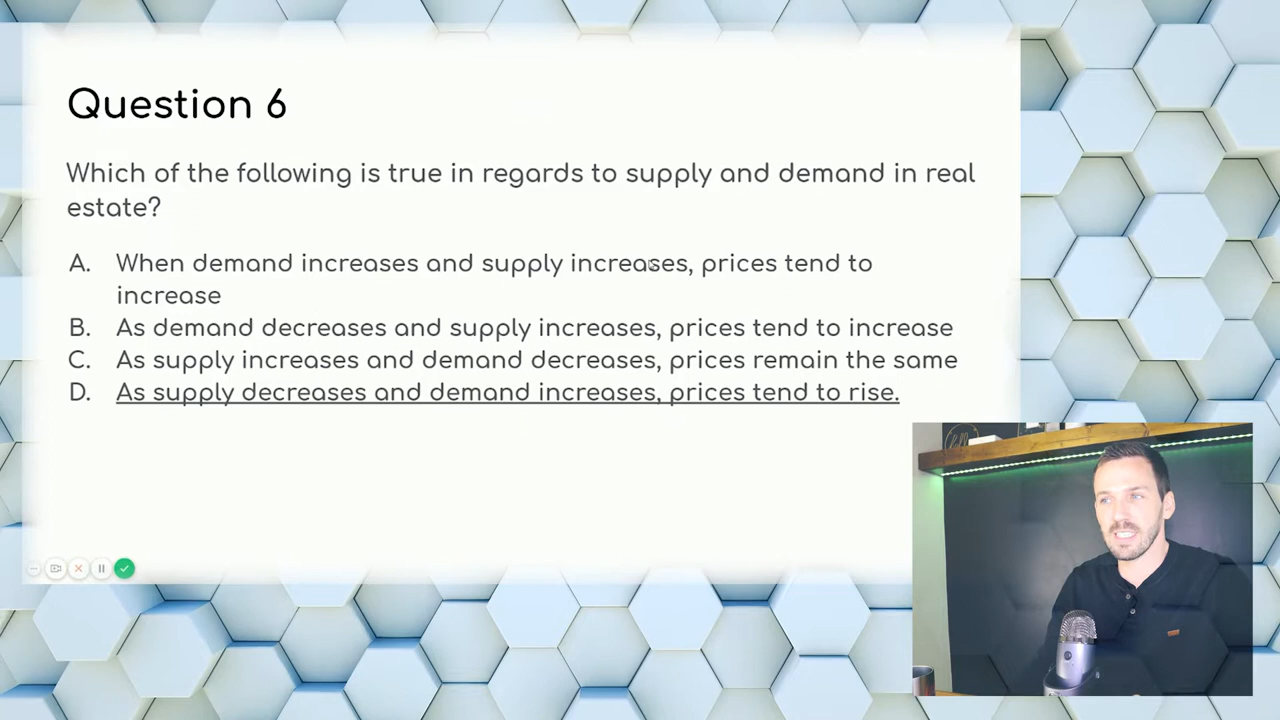 Question 6
Which of the following is true in regards to supply and demand in real
estate?
A. When demand increases and supply increases, prices tend to
increase
B. As demand decreases and supply increases, prices tend to increase
C. As supply increases and demand decreases, prices remain the same
D. As supply decreases and demand increases, prices tend to rise.